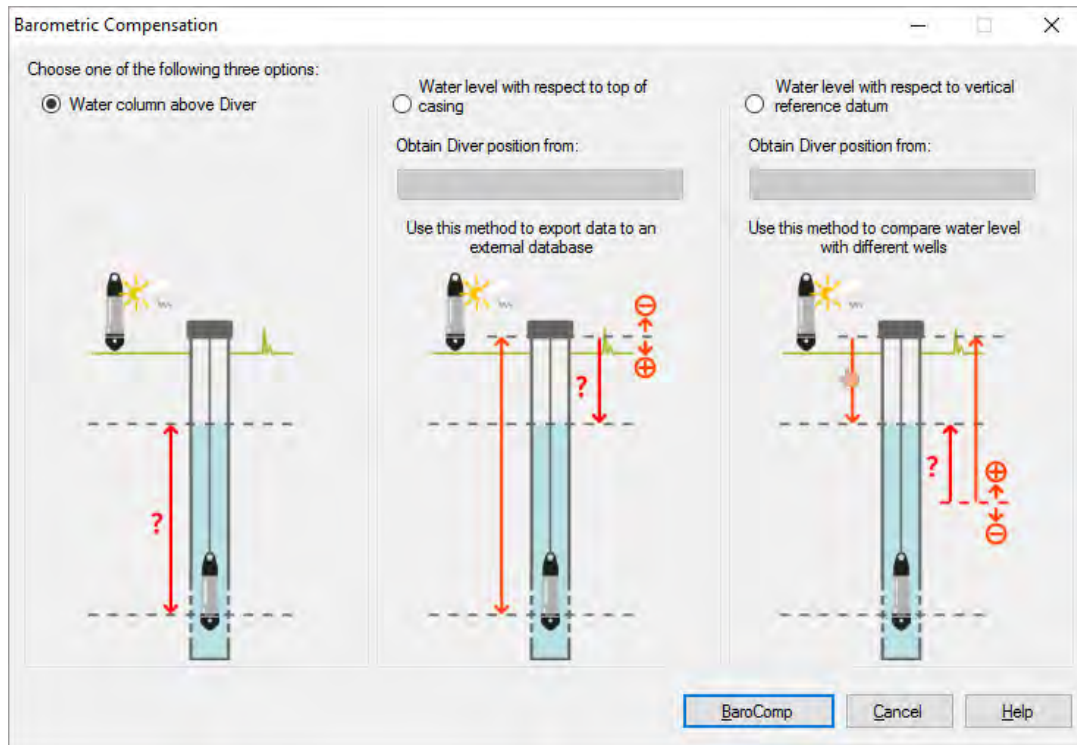 Barometric Compensation
Choose one of the following three options:
Water column above Diver
Water level with respect to top of
casing
Obtain Diver position from:
Use this method to export data to an
external database
?
Water level with respect to vertical
reference datum
Obtain Diver position from:
Use this method to compare water level
with different wells
?
?
BaroComp
Cancel
Help